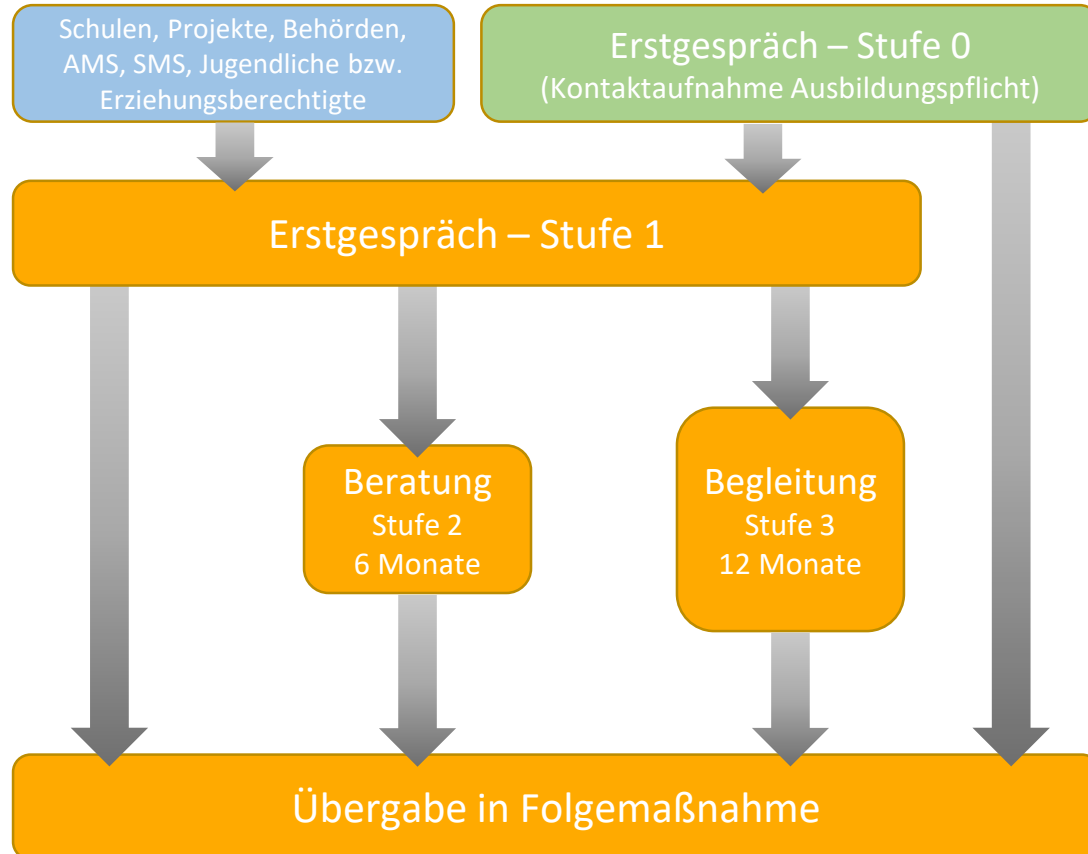 Schulen, Projekte, Behörden,
AMS, SMS, Jugendliche bzw.
Erziehungsberechtigte
Erstgespräch – Stufe 0
(Kontaktaufnahme Ausbildungspflicht)
Erstgespräch – Stufe 1
Beratung
Stufe 2
6 Monate
Begleitung
Stufe 3
12 Monate
Übergabe in Folgemaßnahme